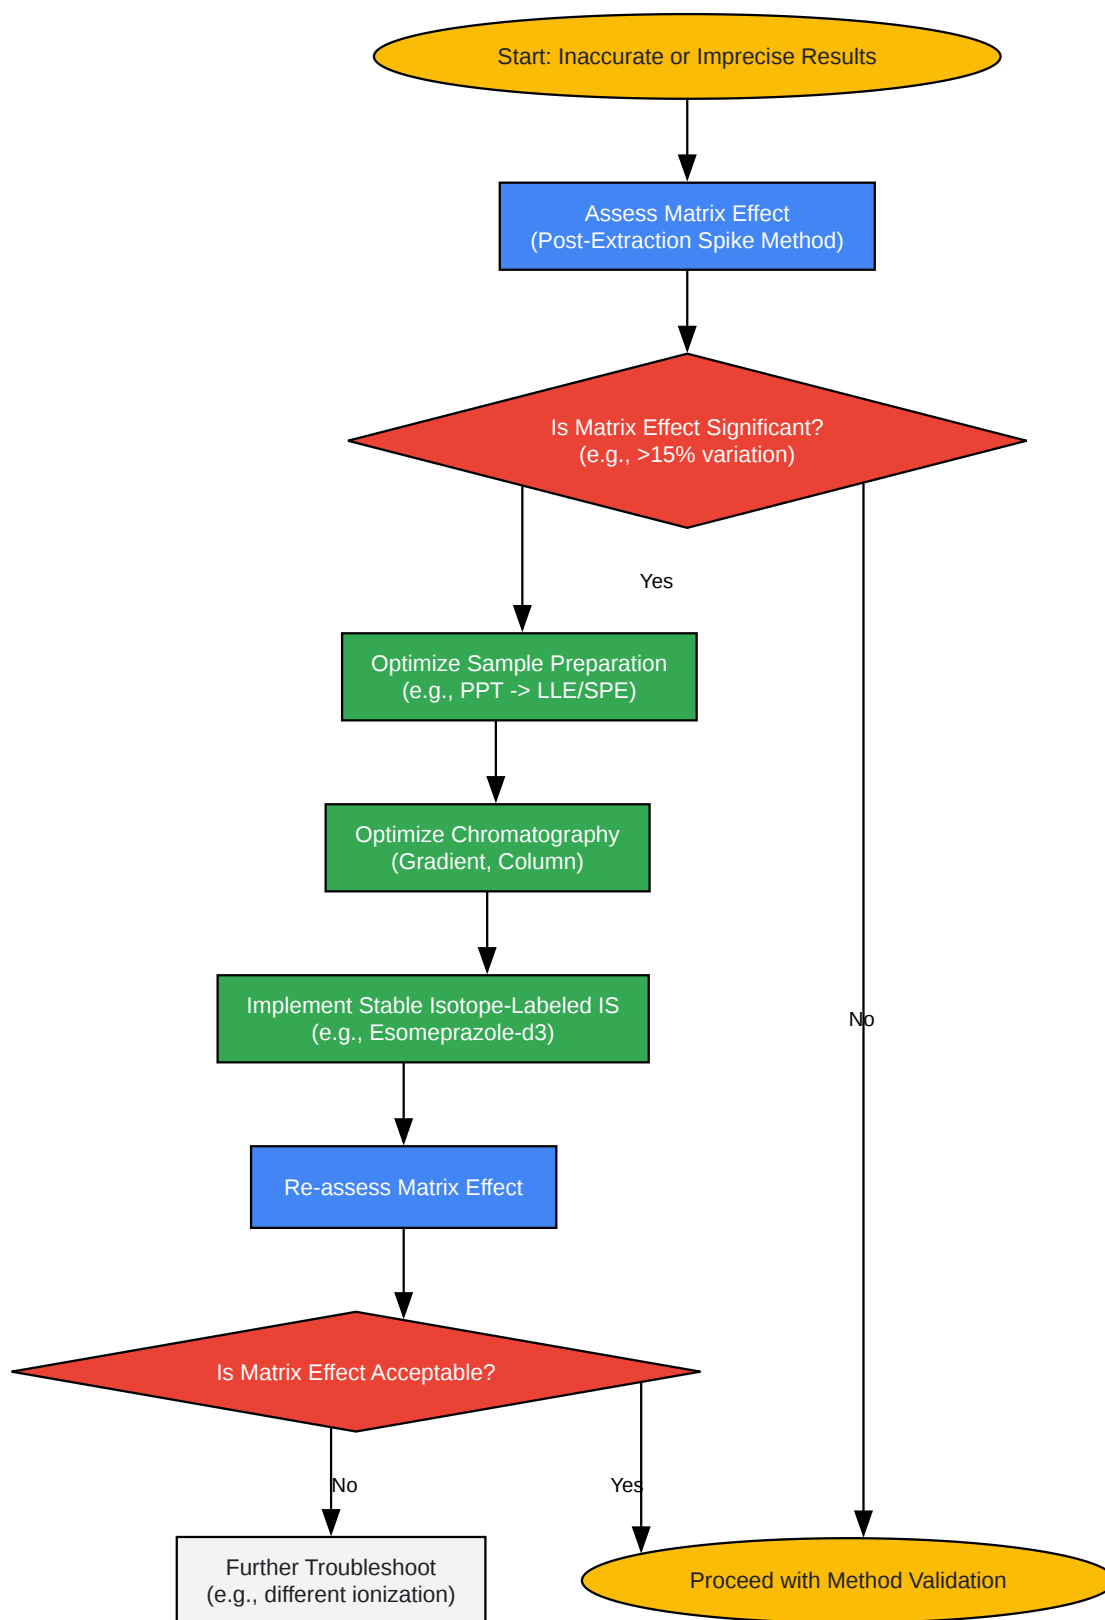 Start: Inaccurate or Imprecise Results
Assess Matrix Effect
(Post-Extraction Spike Method)
Is Matrix Effect Significant?
(e.g., >15% variation)
Yes
Optimize Sample Preparation
(e.g., PPT -> LLE/SPE)
Optimize Chromatography
(Gradient, Column)
Implement Stable Isotope-Labeled IS
(e.g., Esomeprazole-d3)
No
Re-assess Matrix Effect
Is Matrix Effect Acceptable?
No
Yes
Further Troubleshoot
(e.g., different ionization)
Proceed with Method Validation